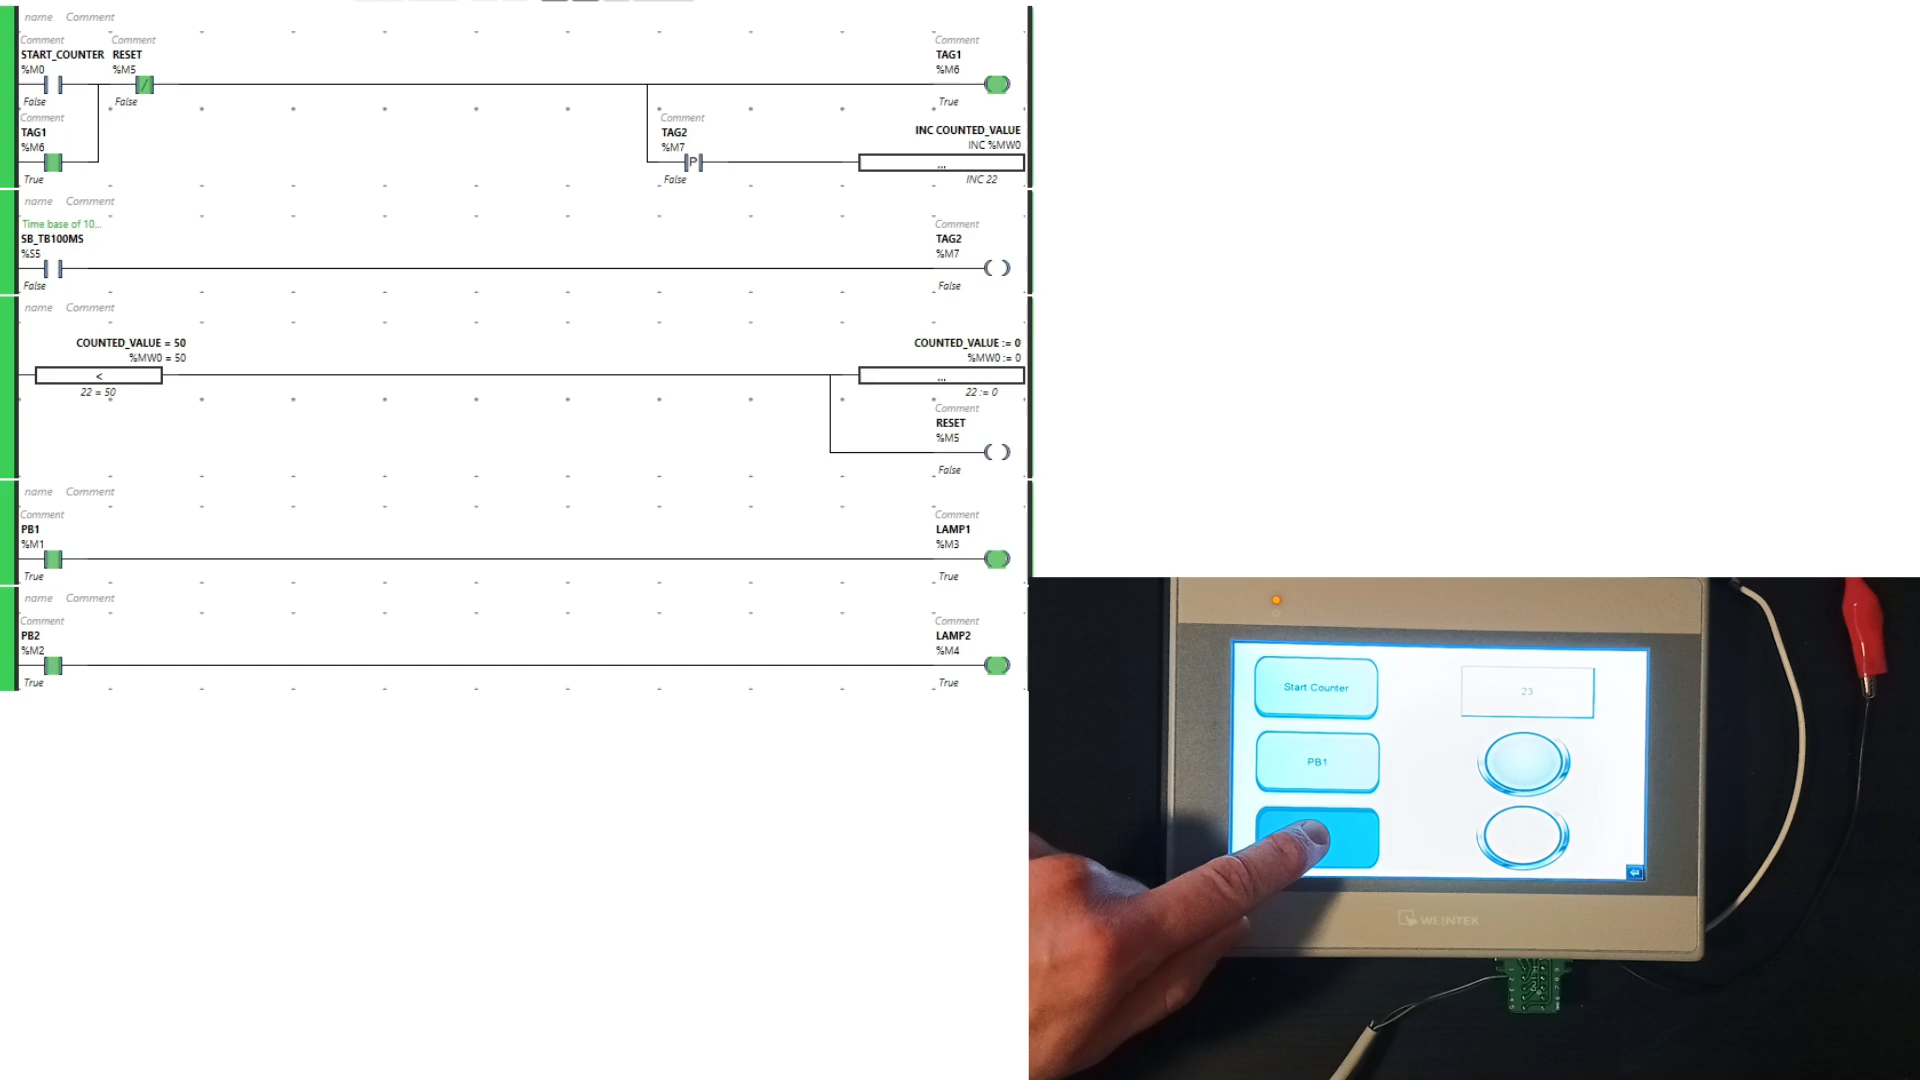 name Comment
Comment Comment Comment
START_COUNTER RESET TAG1
%M0 %M5 %M6
False False True
Comment Comment
TAG1 TAG2 INC COUNTED_VALUE
%M6 %M7 INC %MW0
P ...
True False INC 22
name Comment
Time base of 10... Comment
SB_TB100MS TAG2
%S5 %M7
False False
name Comment
COUNTED_VALUE = 50 COUNTED_VALUE := 0
%MW0 = 50 %MW0 := 0
< ...
22 = 50 22 := 0
Comment
RESET
%M5
False
name Comment
Comment Comment
PB1 LAMP1
%M1 %M3
True True
name Comment
Comment Comment
PB2 LAMP2
%M2 %M4
True True
Start Counter 23
PB1
WEINTEK